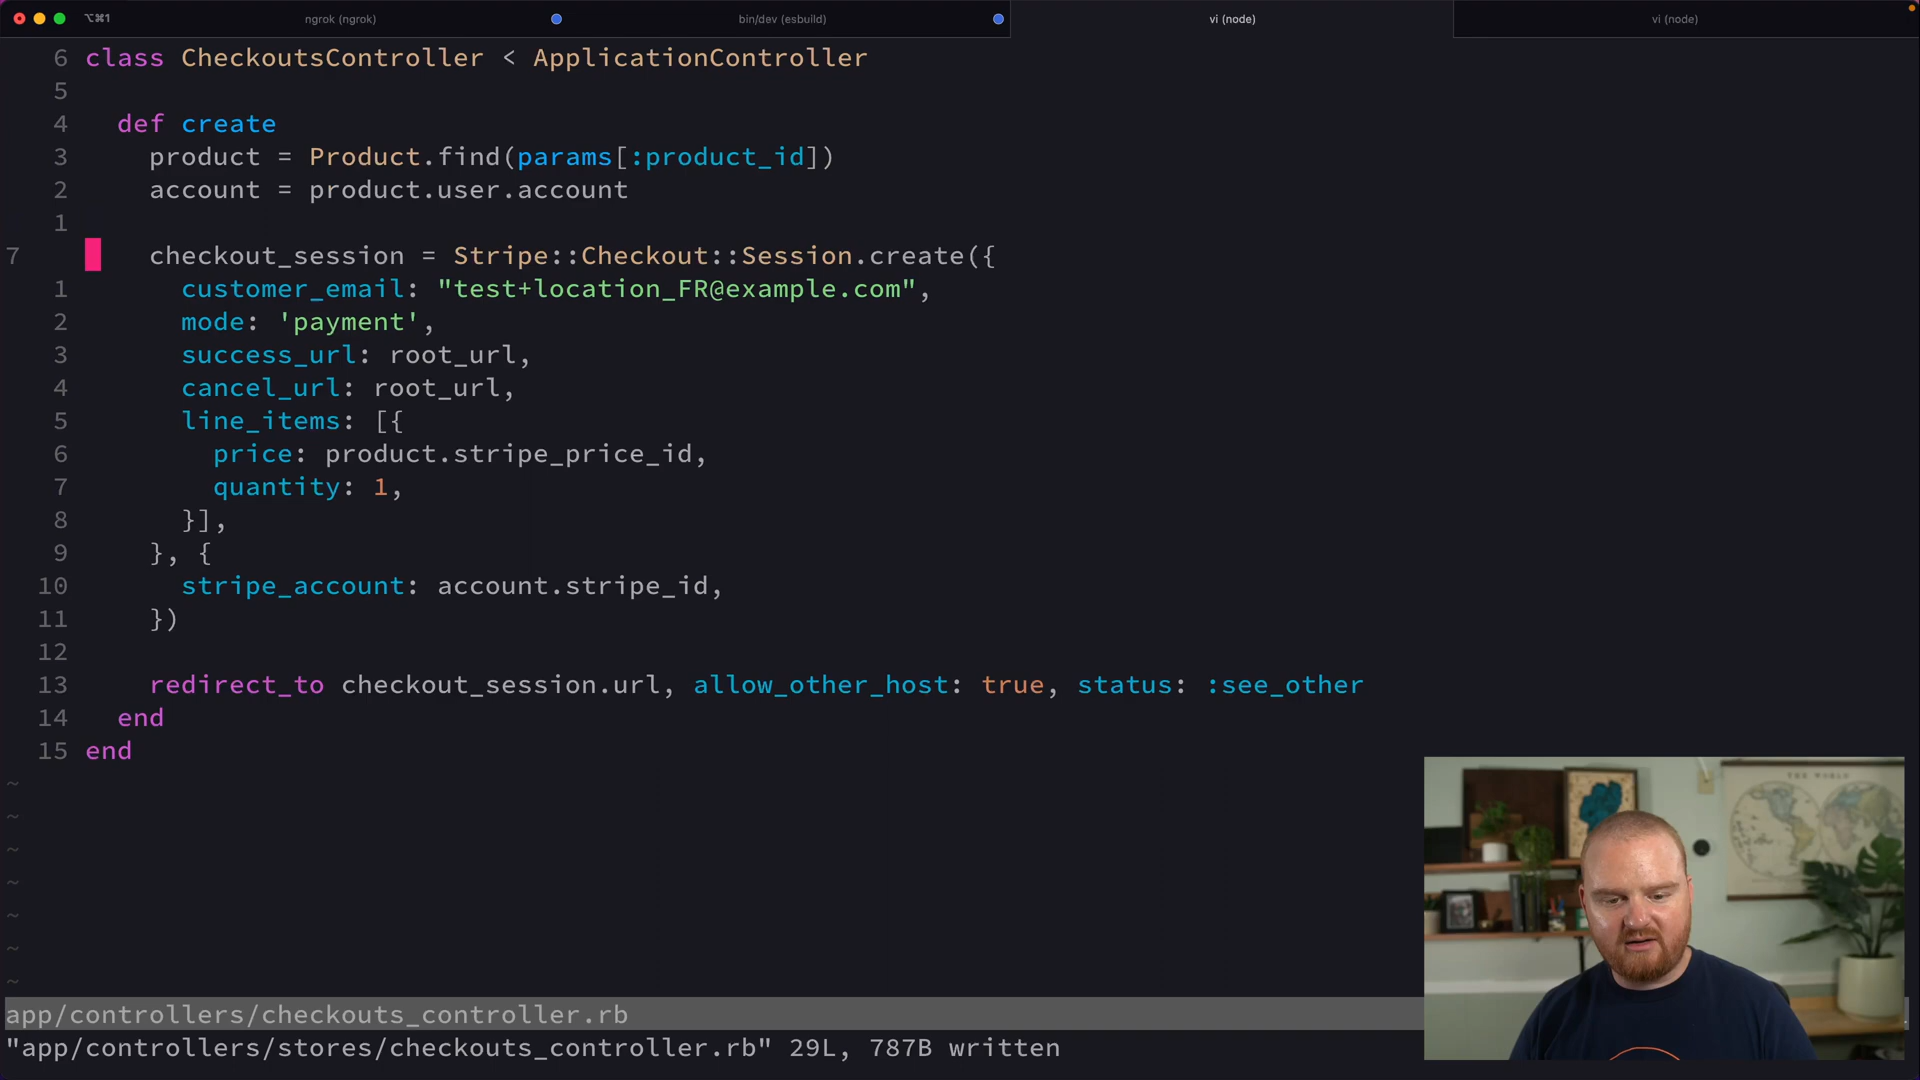 ⌥⌘1
ngrok (ngrok)
bin/dev (esbuild)
vi (node)
vi (node)
6 class CheckoutsController < ApplicationController
5
4 def create
3 product = Product.find(params[:product_id])
2 account = product.user.account
1
7 checkout_session = Stripe::Checkout::Session.create({
1 customer_email: "test+location_FR@example.com",
2 mode: 'payment',
3 success_url: root_url,
4 cancel_url: root_url,
5 line_items: [{
6 price: product.stripe_price_id,
7 quantity: 1,
8 }],
9 }, {
10 stripe_account: account.stripe_id,
11 })
12
13 redirect_to checkout_session.url, allow_other_host: true, status: :see_other
14 end
15 end
~
~
~
~
~
~
~
app/controllers/checkouts_controller.rb
"app/controllers/stores/checkouts_controller.rb" 29L, 787B written
THE WORLD